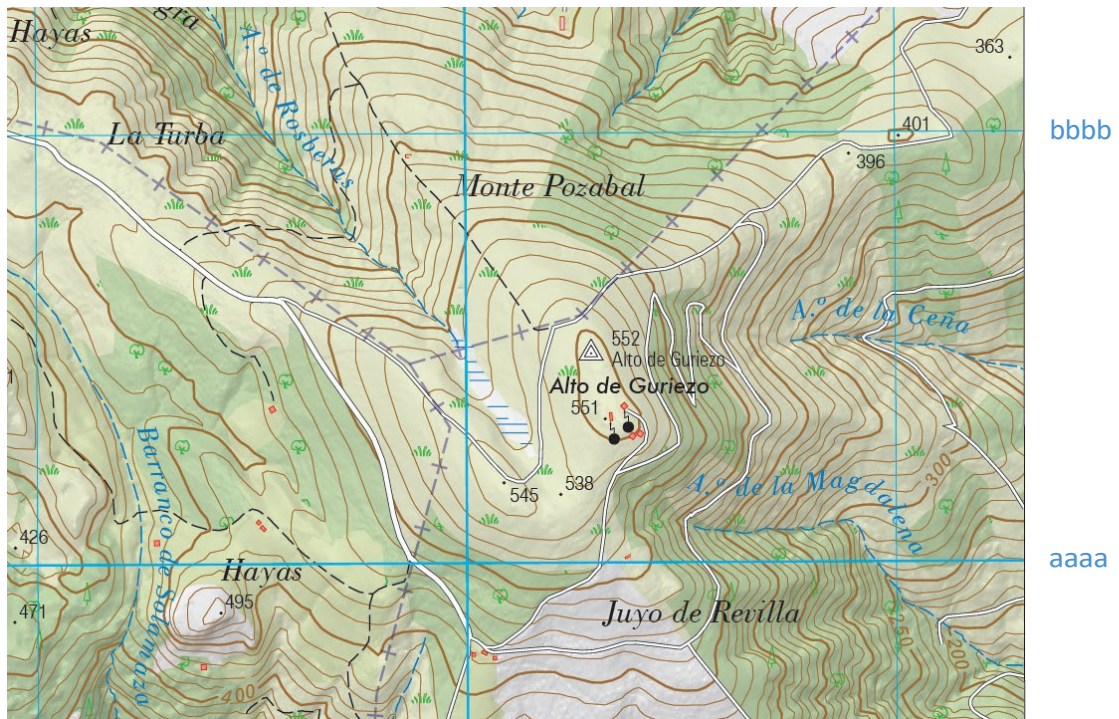 Hayas
gra
A.º de Rosberas
363
bbbb
La Turba
401
396
Monte Pozabal
A.º de la Ceña
552
Alto de Guriezo
Alto de Guriezo
551
Barranco de Solamaza
545
538
A.º de la Magdalena
300
426
aaaa
Hayas
495
471
Juyo de Revilla
250
200
400